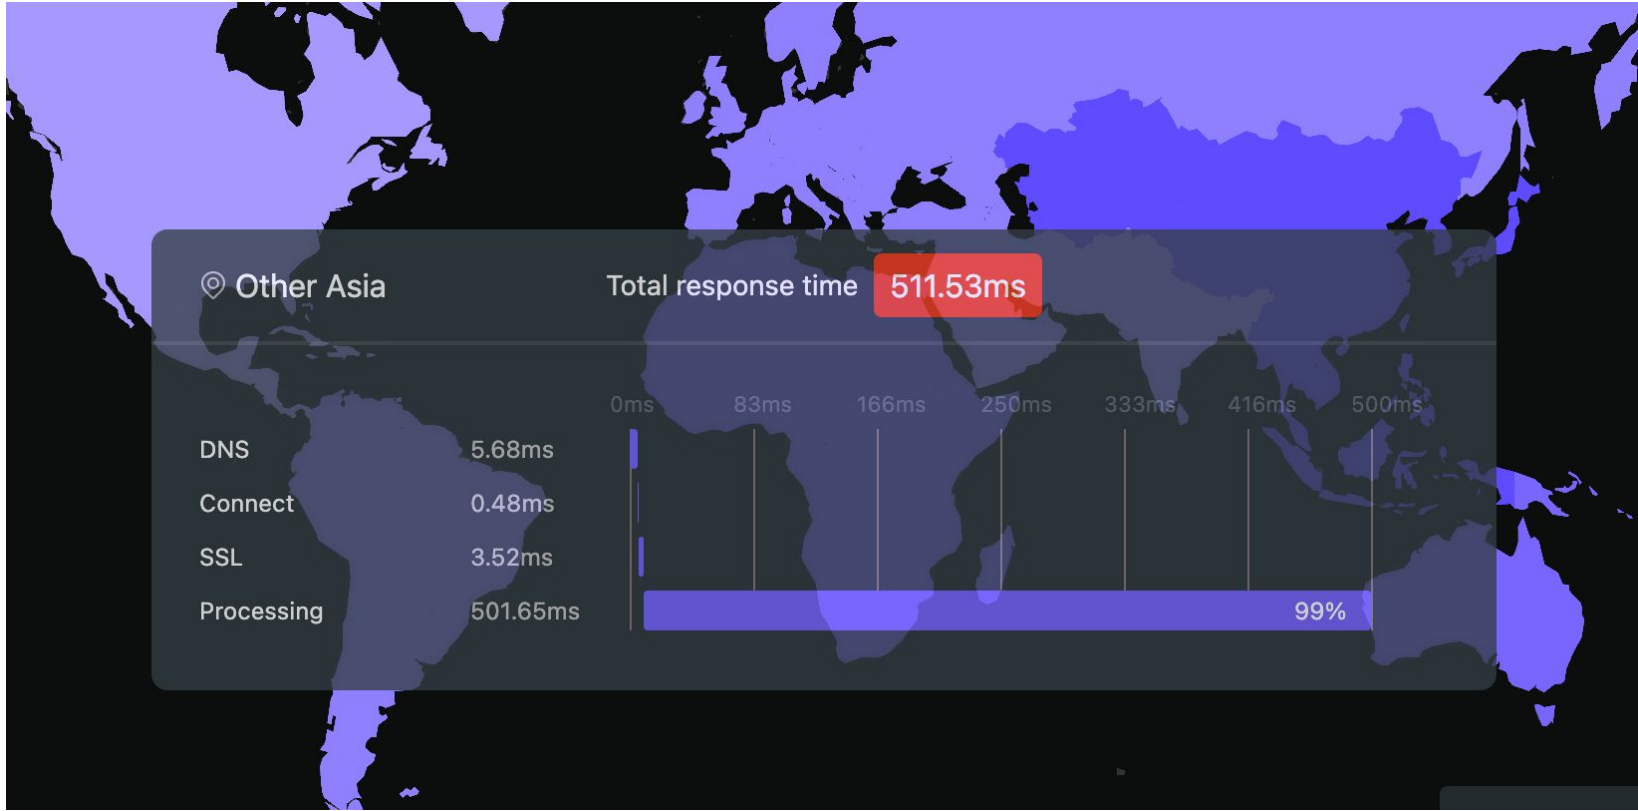 Other Asia Total response time 511.53ms
0ms 83ms 166ms 250ms 333ms 416ms 500ms
DNS 5.68ms
Connect 0.48ms
SSL 3.52ms
Processing 501.65ms 99%